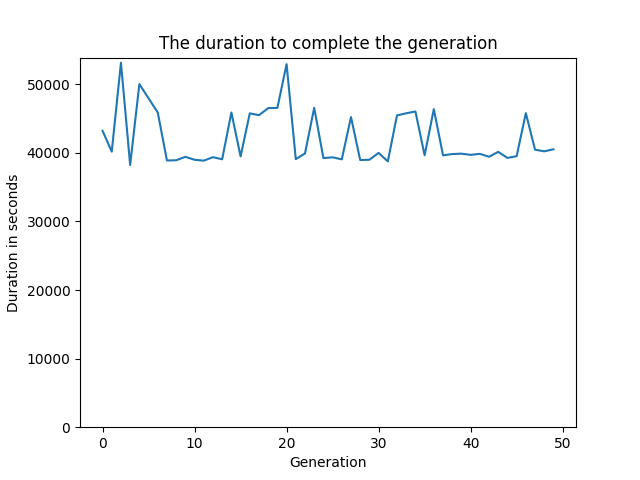 The duration to complete the generation
Duration in seconds
50000
40000
30000
20000
10000
0
0 10 20 30 40 50
Generation